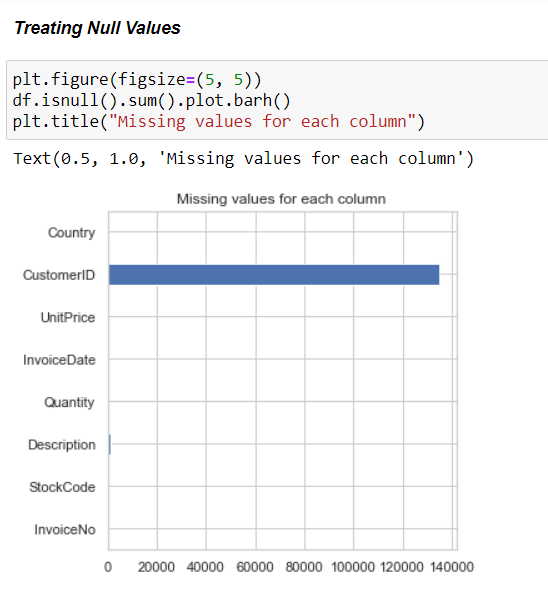 Treating Null Values
plt.figure(figsize=(5, 5))
df.isnull().sum().plot.barh()
plt.title("Missing values for each column")
Text(0.5, 1.0, 'Missing values for each column')
Missing values for each column
Country
CustomerID
UnitPrice
InvoiceDate
Quantity
Description
StockCode
InvoiceNo
0 20000 40000 60000 80000 100000 120000 140000